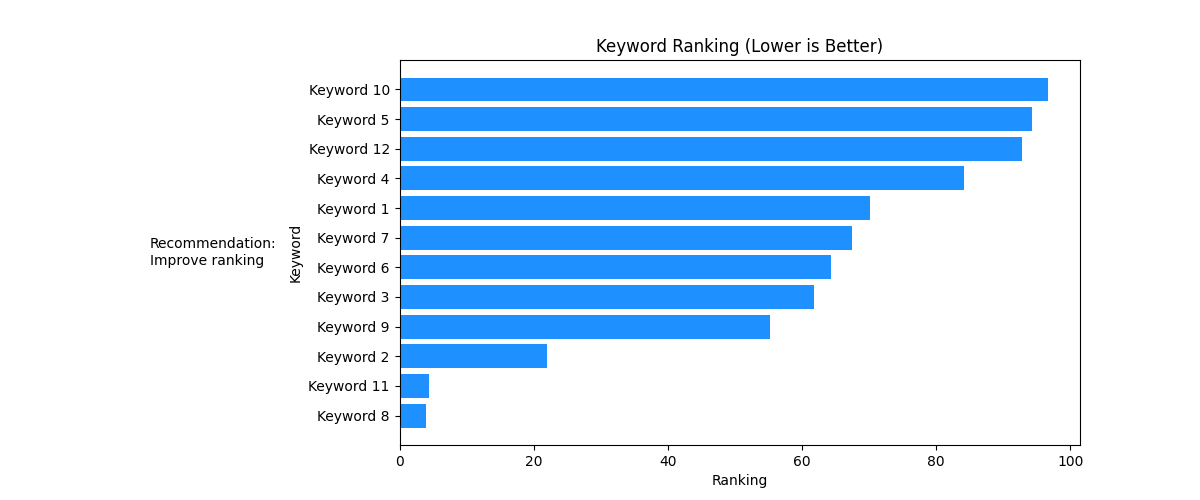 Keyword Ranking (Lower is Better)
Keyword 10
Keyword 5
Keyword 12
Keyword 4
Keyword 1
Keyword 7
Keyword 6
Keyword 3
Keyword 9
Keyword 2
Keyword 11
Keyword 8
Keyword
Recommendation:
Improve ranking
0 20 40 60 80 100
Ranking